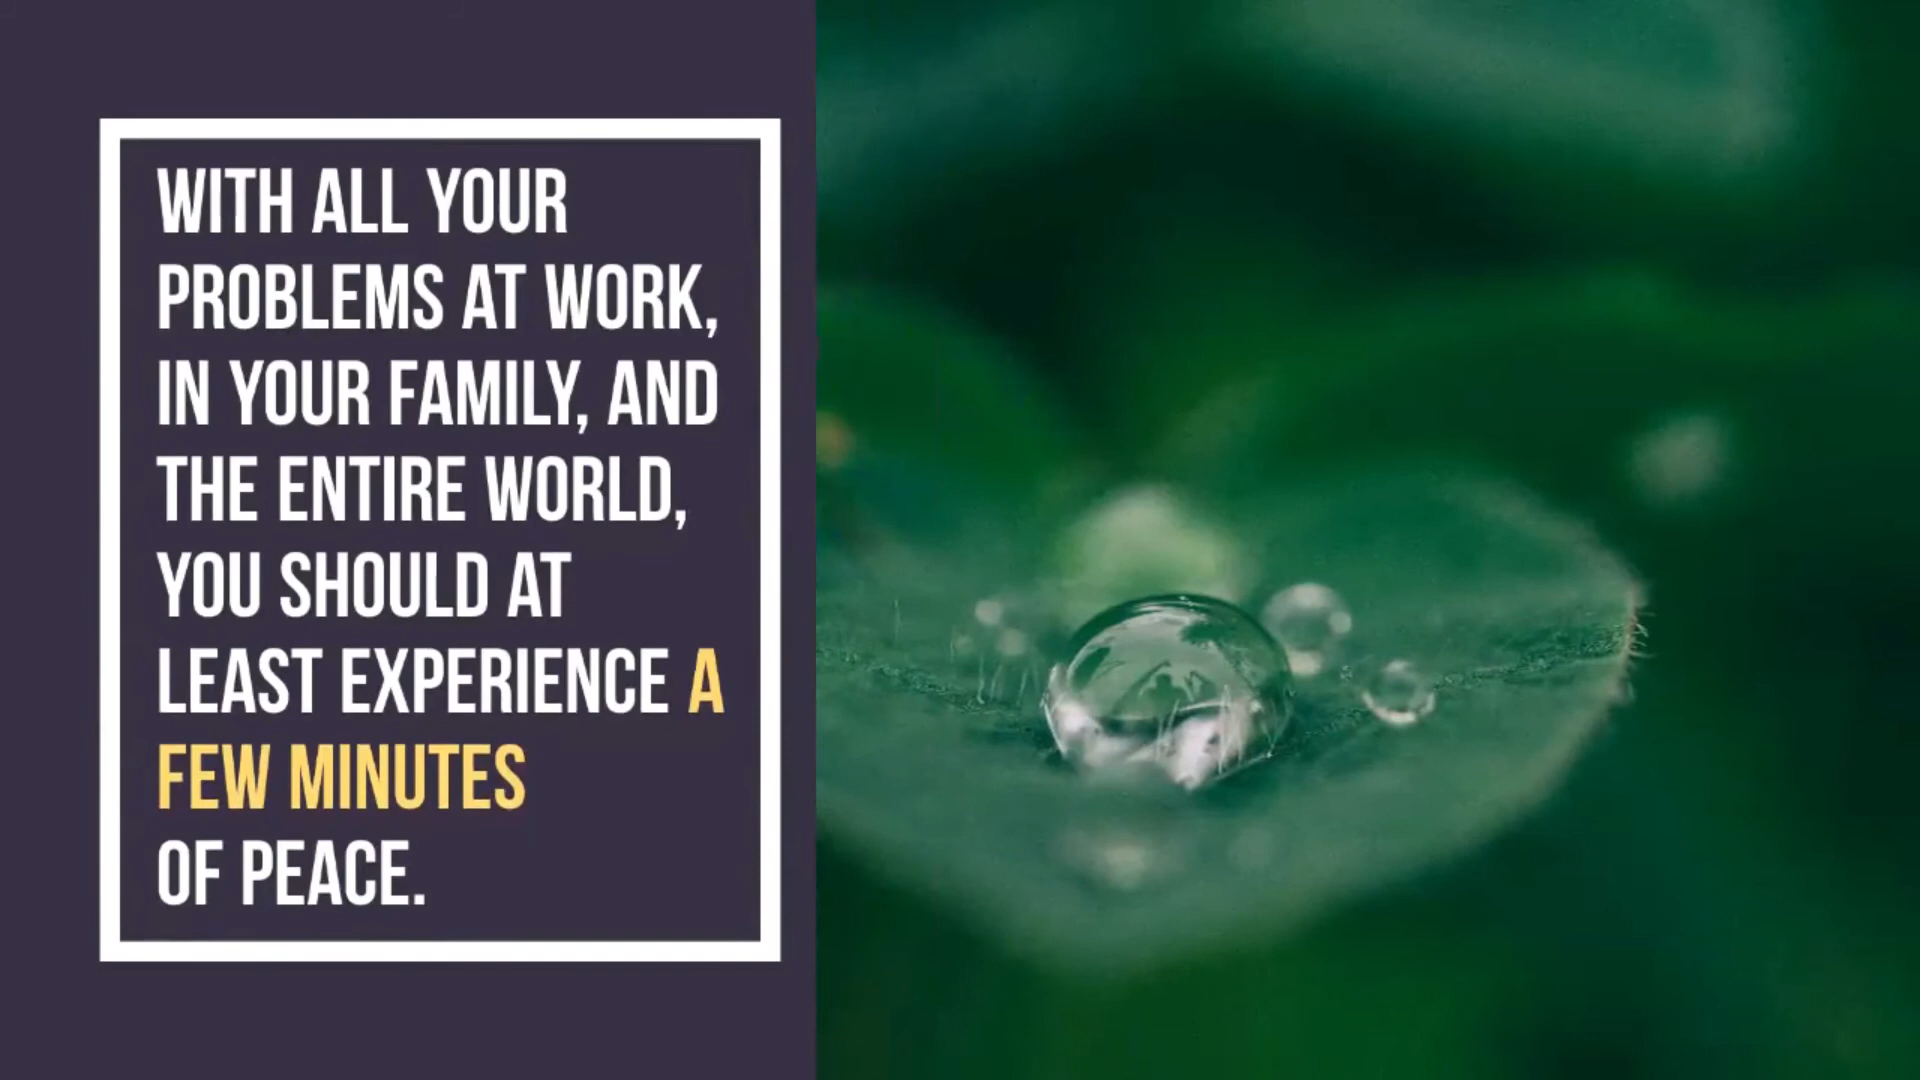 WITH ALL YOUR
PROBLEMS AT WORK,
IN YOUR FAMILY, AND
THE ENTIRE WORLD,
YOU SHOULD AT
LEAST EXPERIENCE A
FEW MINUTES
OF PEACE.